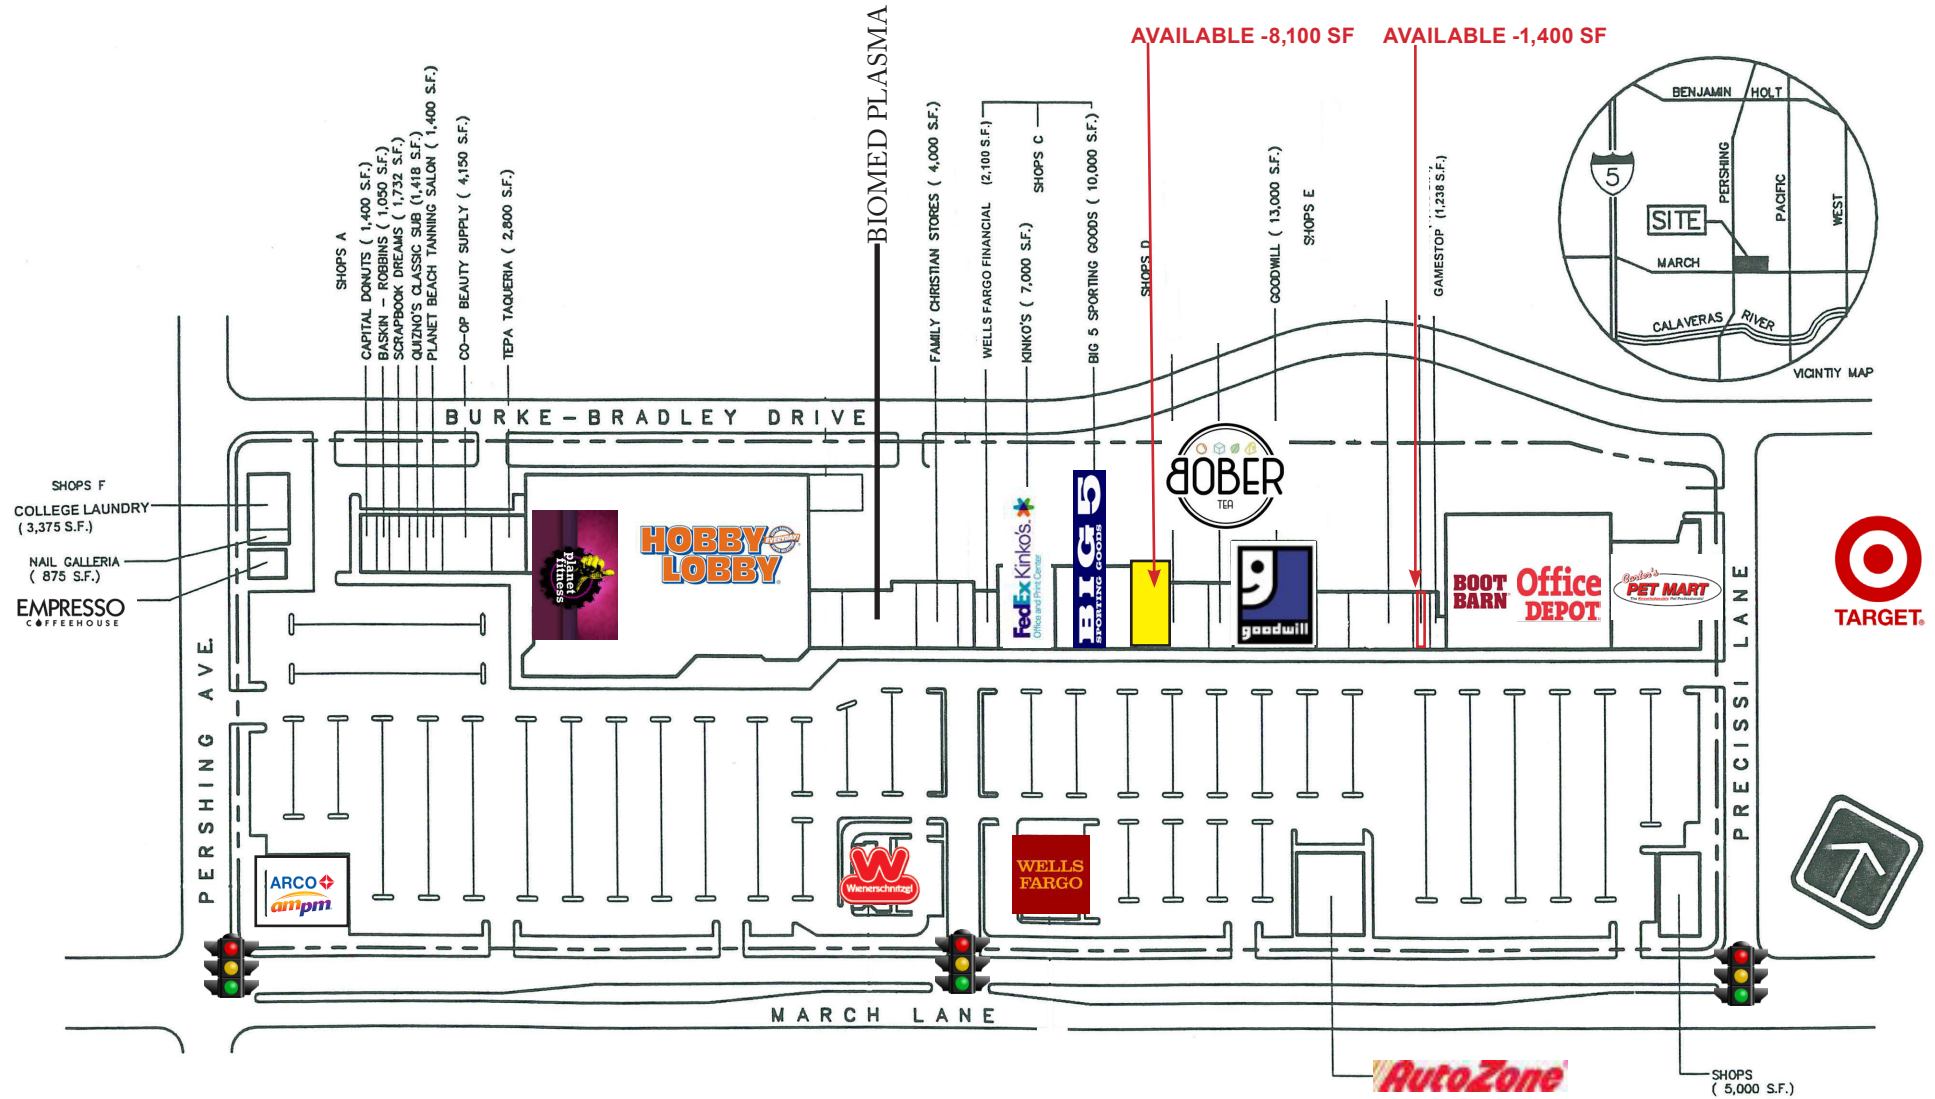 AVAILABLE -8,100 SF
AVAILABLE -1,400 SF
SHOPS A
CAPITAL DONUTS ( 1,400 S.F.)
BASKIN - ROBBINS ( 1,050 S.F.)
SCRAPBOOK DREAMS ( 1,732 S.F.)
QUIZNO'S CLASSIC SUB (1,418 S.F.)
PLANET BEACH TANNING SALON ( 1,400 S.F.)
CO-OP BEAUTY SUPPLY ( 4,150 S.F.)
TEPA TAQUERIA ( 2,800 S.F.)
BIOMED PLASMA
FAMILY CHRISTIAN STORES ( 4,000 S.F.)
WELLS FARGO FINANCIAL (2,100 S.F.)
KINKO'S ( 7,000 S.F.)
SHOPS C
BIG 5 SPORTING GOODS ( 10,000 S.F.)
SHOPS D
GOODWILL ( 13,000 S.F.)
SHOPS E
GAMESTOP (1,238 S.F.)
BENJAMIN HOLT
5
PERSHING
PACIFIC
WEST
SITE
MARCH
CALAVERAS RIVER
VICINTIY MAP
BURKE-BRADLEY DRIVE
SHOPS F
COLLEGE LAUNDRY
( 3,375 S.F.)
NAIL GALLERIA
( 875 S.F.)
EMPRESSO
COFFEEHOUSE
planet
fitness
HOBBY
LOBBY
FedEx Kinko's.
Office and Print Center
BIG 5
SPORTING GOODS
BOBER
TEA
goodwill
BOOT
BARN
Office
DEPOT
Carter's
PET MART
TARGET
PERSHING AVE.
PRECISSI LANE
ARCO
ampm
W
Wienerschnitzel
WELLS
FARGO
MARCH LANE
AutoZone
SHOPS
( 5,000 S.F.)